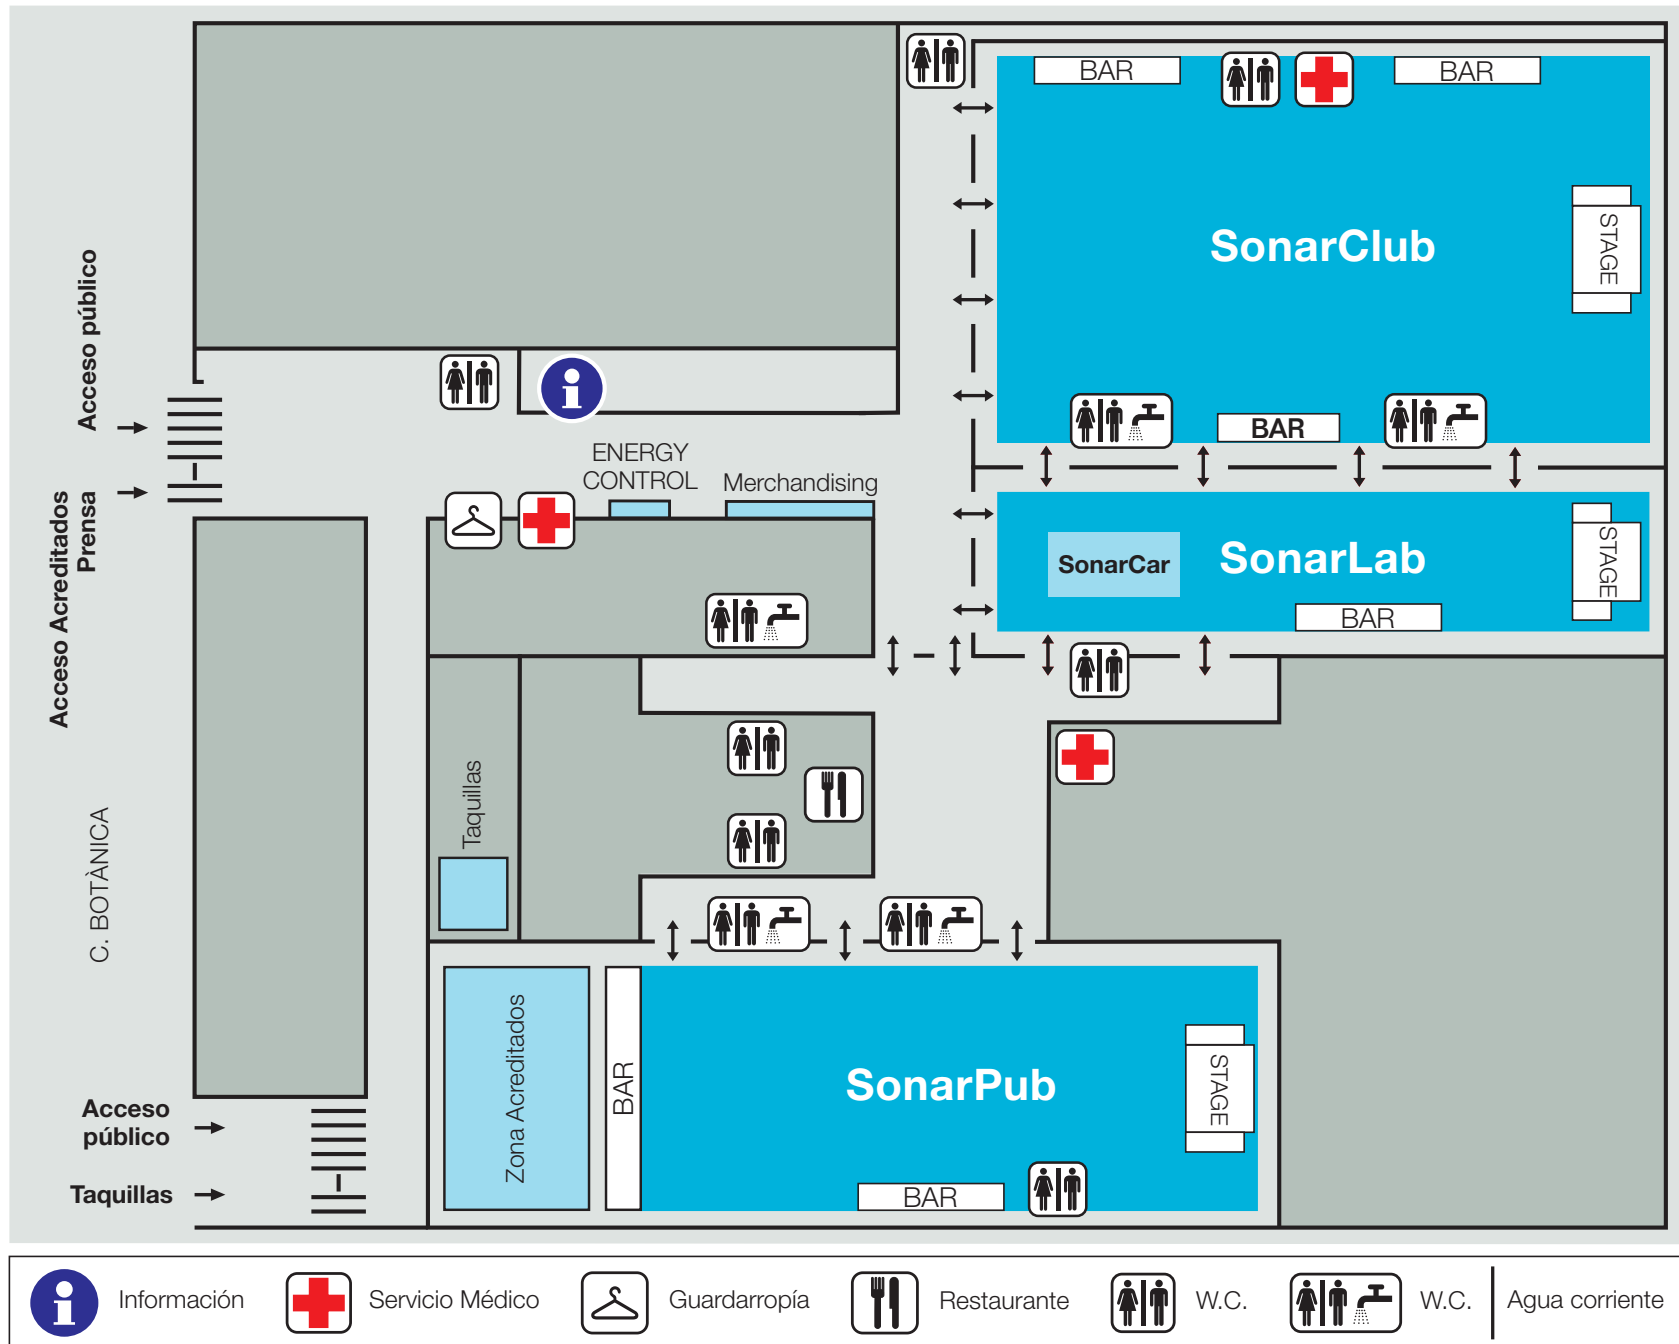 BAR
BAR
SonarClub
STAGE
Acceso público
i
BAR
ENERGY
CONTROL
Merchandising
Acceso Acreditados
Prensa
SonarCar
SonarLab
STAGE
BAR
Taquillas
C. BOTÀNICA
Zona Acreditados
BAR
SonarPub
STAGE
BAR
Acceso
público
Taquillas
i
Información
Servicio Médico
Guardarropía
Restaurante
W.C.
W.C.
Agua corriente